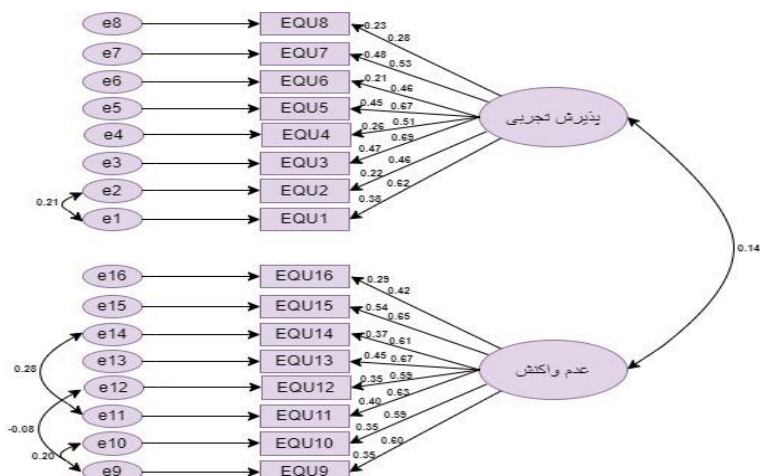 e8 EQU8 0.23
0.28
e7 EQU7 0.48
0.53
e6 EQU6 0.21
0.46
e5 EQU5 0.45 0.67
پذیرش تجربی
e4 EQU4 0.26 0.51
0.69
e3 EQU3 0.47
0.46
e2 EQU2 0.22
0.62
0.21
e1 EQU1 0.38
0.14
e16 EQU16 0.29
0.42
e15 EQU15 0.54
0.65
e14 EQU14 0.37
0.61
e13 EQU13 0.45 0.67
0.28
عدم واکنش
e12 EQU12 0.35 0.59
0.63
e11 EQU11 0.40
-0.08
0.59
e10 EQU10 0.35
0.60
0.20
e9 EQU9 0.35